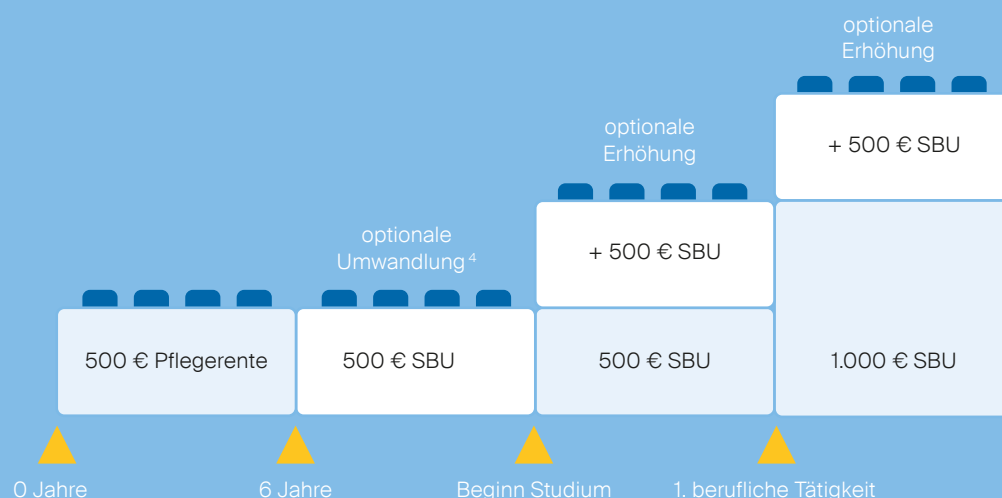 optionale
Erhöhung
+ 500 € SBU
optionale
Erhöhung
+ 500 € SBU
optionale
Umwandlung ⁴
500 € Pflegerente
500 € SBU
500 € SBU
1.000 € SBU
0 Jahre
6 Jahre
Beginn Studium
1. berufliche Tätigkeit